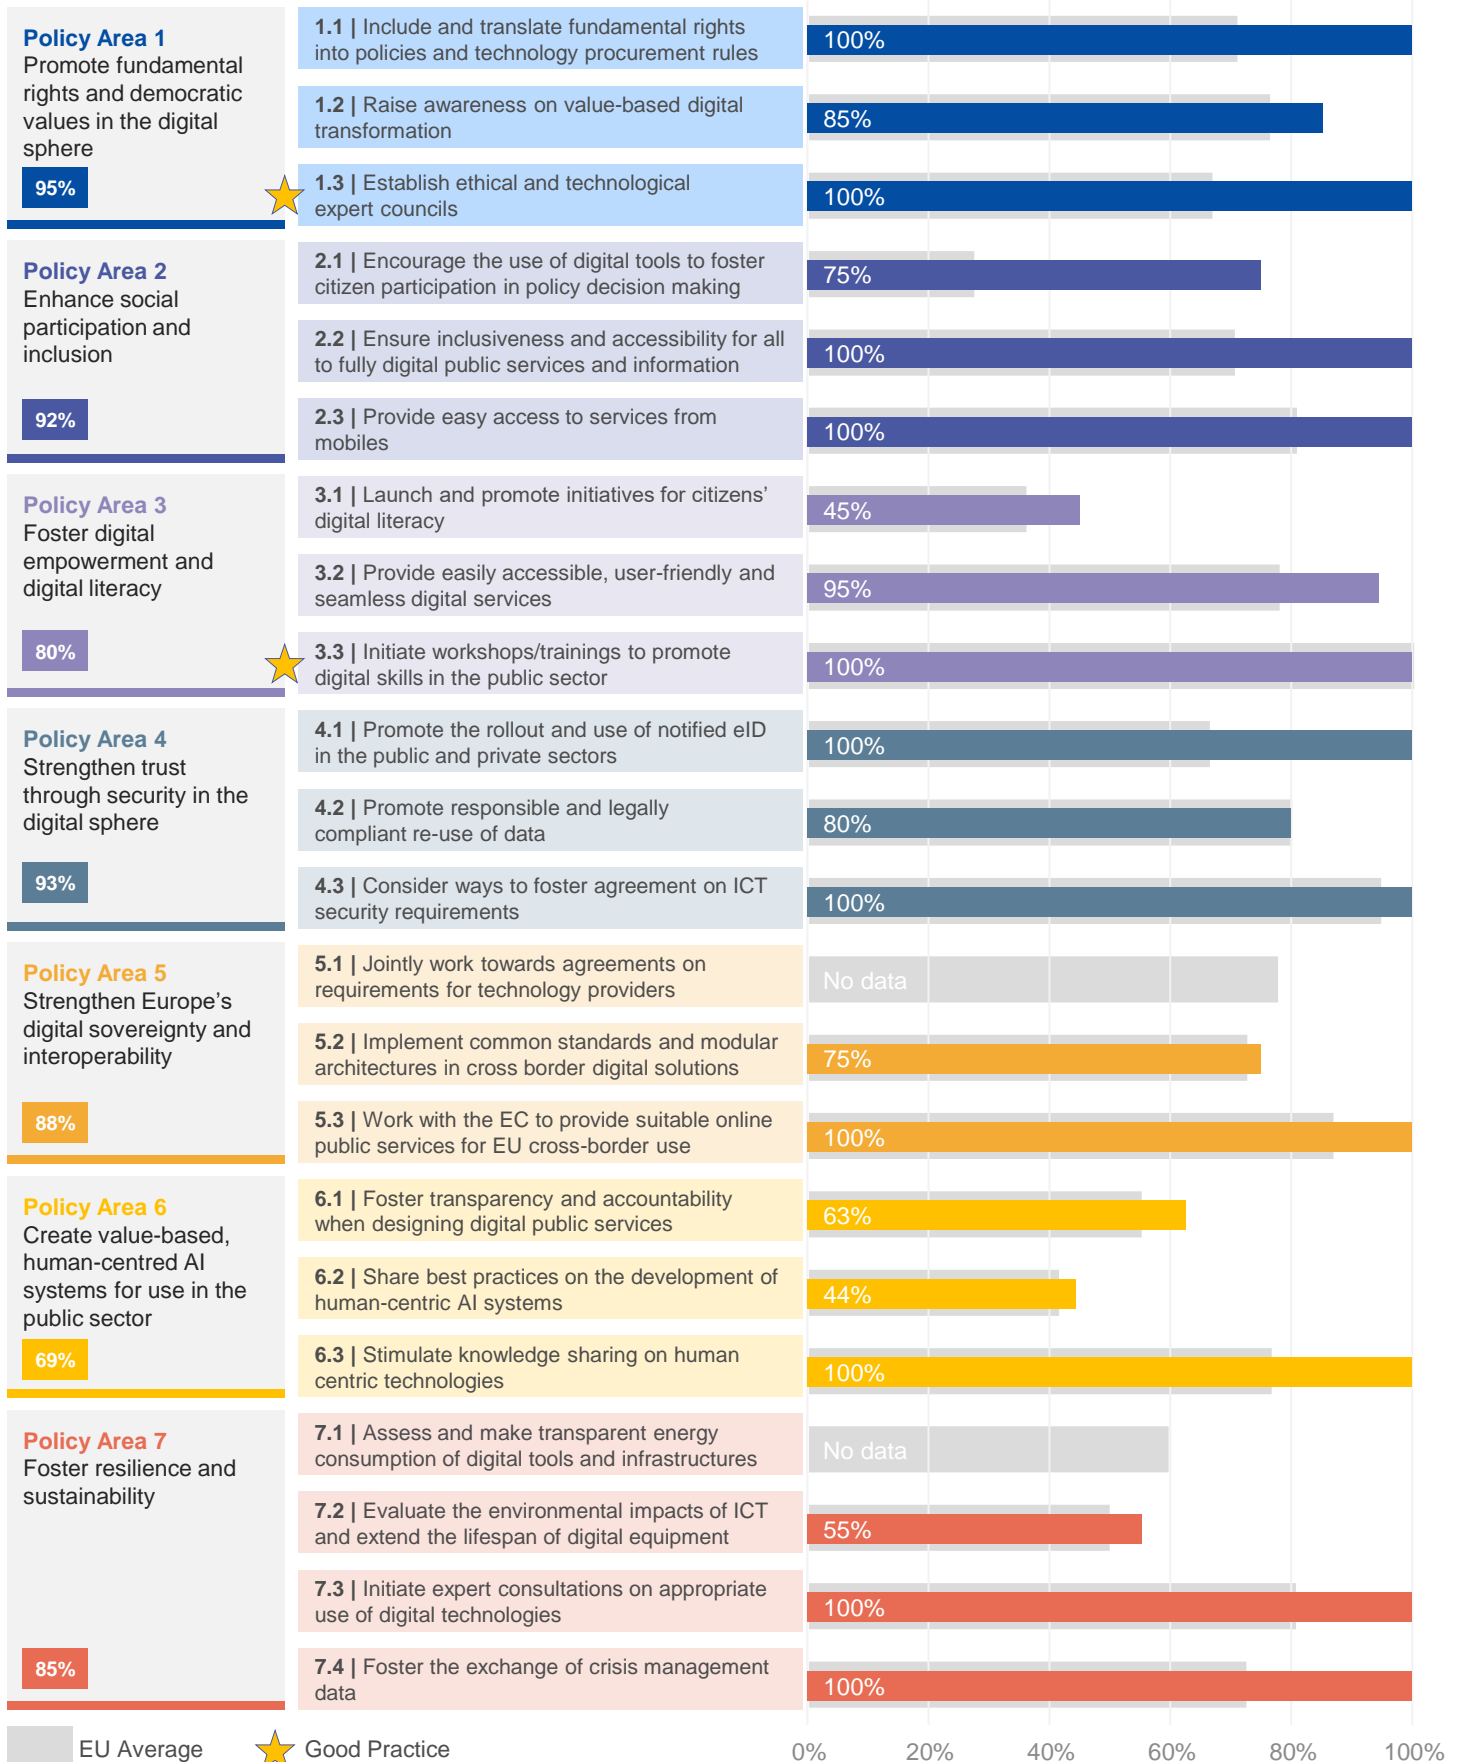 Policy Area 1
Promote fundamental
rights and democratic
values in the digital
sphere
95%
1.1 | Include and translate fundamental rights
into policies and technology procurement rules
100%
1.2 | Raise awareness on value-based digital
transformation
85%
1.3 | Establish ethical and technological
expert councils
100%
Policy Area 2
Enhance social
participation and
inclusion
92%
2.1 | Encourage the use of digital tools to foster
citizen participation in policy decision making
75%
2.2 | Ensure inclusiveness and accessibility for all
to fully digital public services and information
100%
2.3 | Provide easy access to services from
mobiles
100%
Policy Area 3
Foster digital
empowerment and
digital literacy
80%
3.1 | Launch and promote initiatives for citizens’
digital literacy
45%
3.2 | Provide easily accessible, user-friendly and
seamless digital services
95%
3.3 | Initiate workshops/trainings to promote
digital skills in the public sector
100%
Policy Area 4
Strengthen trust
through security in the
digital sphere
93%
4.1 | Promote the rollout and use of notified eID
in the public and private sectors
100%
4.2 | Promote responsible and legally
compliant re-use of data
80%
4.3 | Consider ways to foster agreement on ICT
security requirements
100%
Policy Area 5
Strengthen Europe’s
digital sovereignty and
interoperability
88%
5.1 | Jointly work towards agreements on
requirements for technology providers
No data
5.2 | Implement common standards and modular
architectures in cross border digital solutions
75%
5.3 | Work with the EC to provide suitable online
public services for EU cross-border use
100%
Policy Area 6
Create value-based,
human-centred AI
systems for use in the
public sector
69%
6.1 | Foster transparency and accountability
when designing digital public services
63%
6.2 | Share best practices on the development of
human-centric AI systems
44%
6.3 | Stimulate knowledge sharing on human
centric technologies
100%
Policy Area 7
Foster resilience and
sustainability
85%
7.1 | Assess and make transparent energy
consumption of digital tools and infrastructures
No data
7.2 | Evaluate the environmental impacts of ICT
and extend the lifespan of digital equipment
55%
7.3 | Initiate expert consultations on appropriate
use of digital technologies
100%
7.4 | Foster the exchange of crisis management
data
100%
EU Average
Good Practice
0% 20% 40% 60% 80% 100%